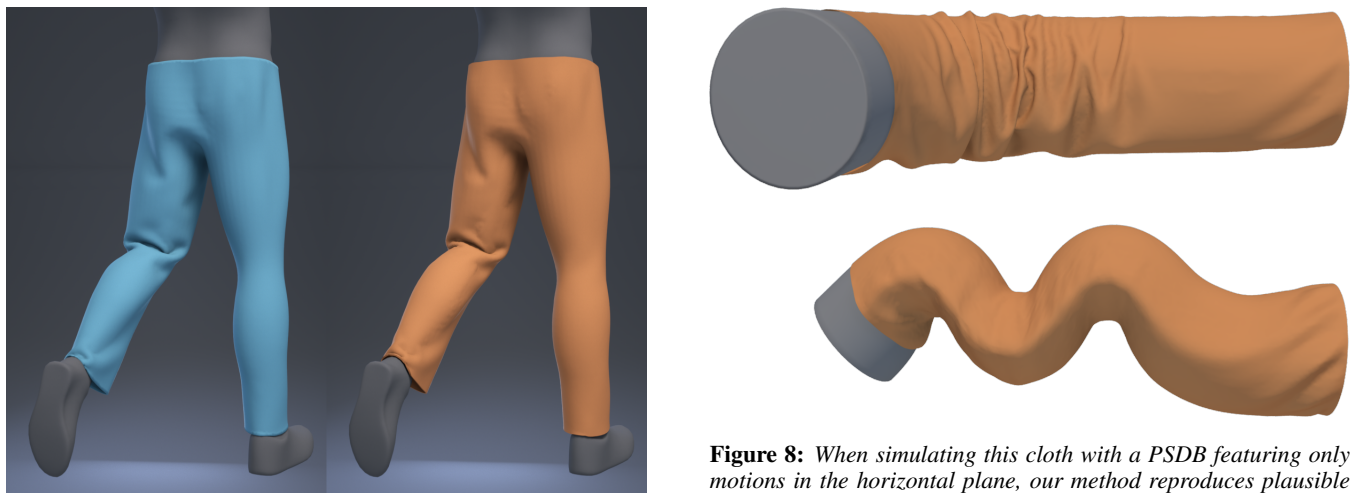 Figure 8: When simulating this cloth with a PSDB featuring only
motions in the horizontal plane, our method reproduces plausible